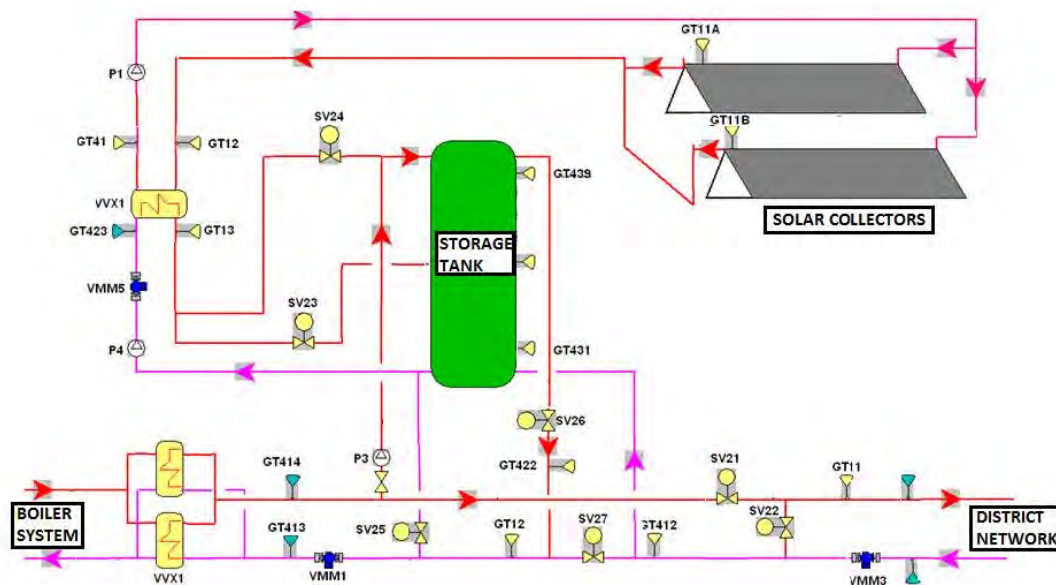 GT11A
P1
SV24
GT11B
GT41
GT12
GT439
VVX1
SOLAR COLLECTORS
GT423
GT13
STORAGE
TANK
VMM5
SV23
P4
GT431
SV26
P3
SV21
GT414
GT422
GT11
BOILER
SYSTEM
SV25
GT12
SV27
GT412
SV22
DISTRICT
NETWORK
GT413
VVX1
VMM1
VMM3